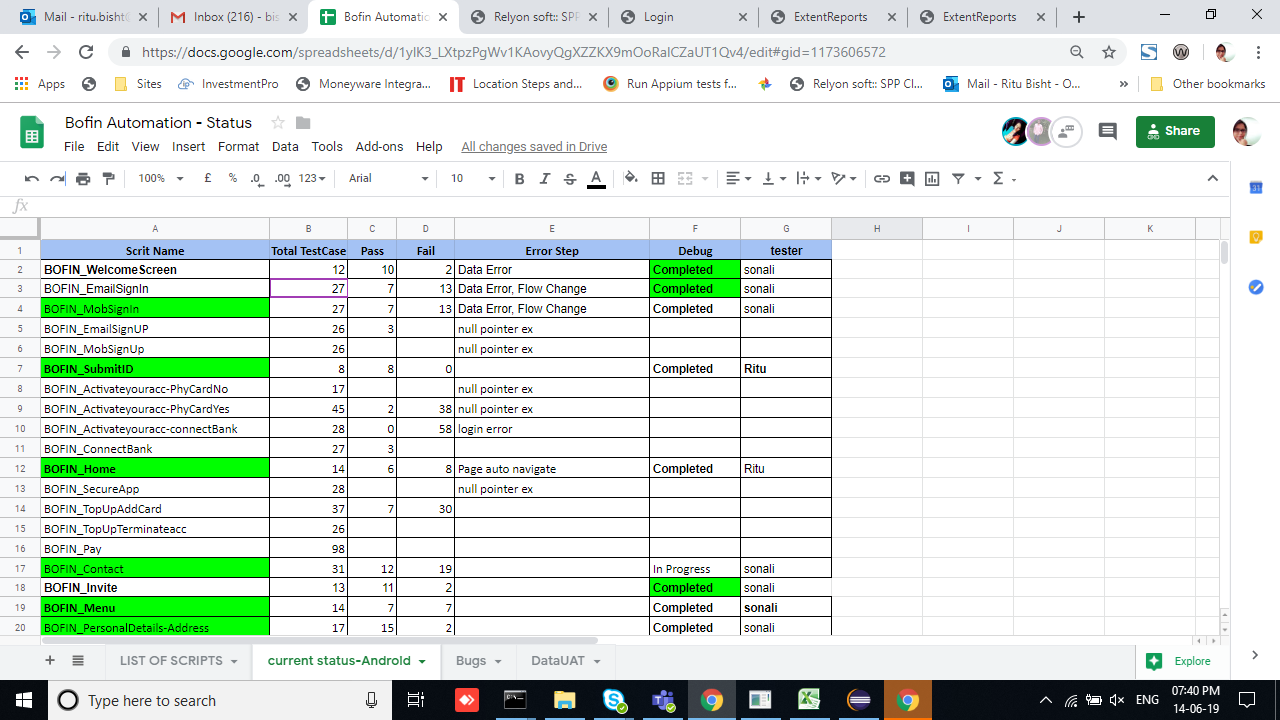 Mail - ritu.bisht
Inbox (216) - bis
Bofin Automatio
Relyon soft:: SPP
Login
ExtentReports
ExtentReports
https://docs.google.com/spreadsheets/d/1ylK3_LXtpzPgWv1KAovyQgXZZKX9mOoRalCZaUT1Qv4/edit#gid=1173606572
Apps Sites InvestmentPro Moneyware Integra... Location Steps and... Run Appium tests f... Relyon soft:: SPP Cl... Mail - Ritu Bisht - O... » Other bookmarks
Bofin Automation - Status
Share
File Edit View Insert Format Data Tools Add-ons Help All changes saved in Drive
100% £ % .0 .00 123 Arial 10 B I S A Σ
fx
A B C D E F G H I J K
1 Scrit Name Total TestCase Pass Fail Error Step Debug tester
2 BOFIN_WelcomeScreen 12 10 2 Data Error Completed sonali
3 BOFIN_EmailSignIn 27 7 13 Data Error, Flow Change Completed sonali
4 BOFIN_MobSignin 27 7 13 Data Error, Flow Change Completed sonali
5 BOFIN_EmailSignUP 26 3 null pointer ex
6 BOFIN_MobSignUp 26 null pointer ex
7 BOFIN_SubmitID 8 8 0 Completed Ritu
8 BOFIN_Activateyouracc-PhyCardNo 17 null pointer ex
9 BOFIN_Activateyouracc-PhyCardYes 45 2 38 null pointer ex
10 BOFIN_Activateyouracc-connectBank 28 0 58 login error
11 BOFIN_ConnectBank 27 3
12 BOFIN_Home 14 6 8 Page auto navigate Completed Ritu
13 BOFIN_SecureApp 28 null pointer ex
14 BOFIN_TopUpAddCard 37 7 30
15 BOFIN_TopUpTerminateacc 26
16 BOFIN_Pay 98
17 BOFIN_Contact 31 12 19 In Progress sonali
18 BOFIN_Invite 13 11 2 Completed sonali
19 BOFIN_Menu 14 7 7 Completed sonali
20 BOFIN_PersonalDetails-Address 17 15 2 Completed sonali
LIST OF SCRIPTS current status-Android Bugs DataUAT Explore
Type here to search
ENG
07:40 PM
14-06-19